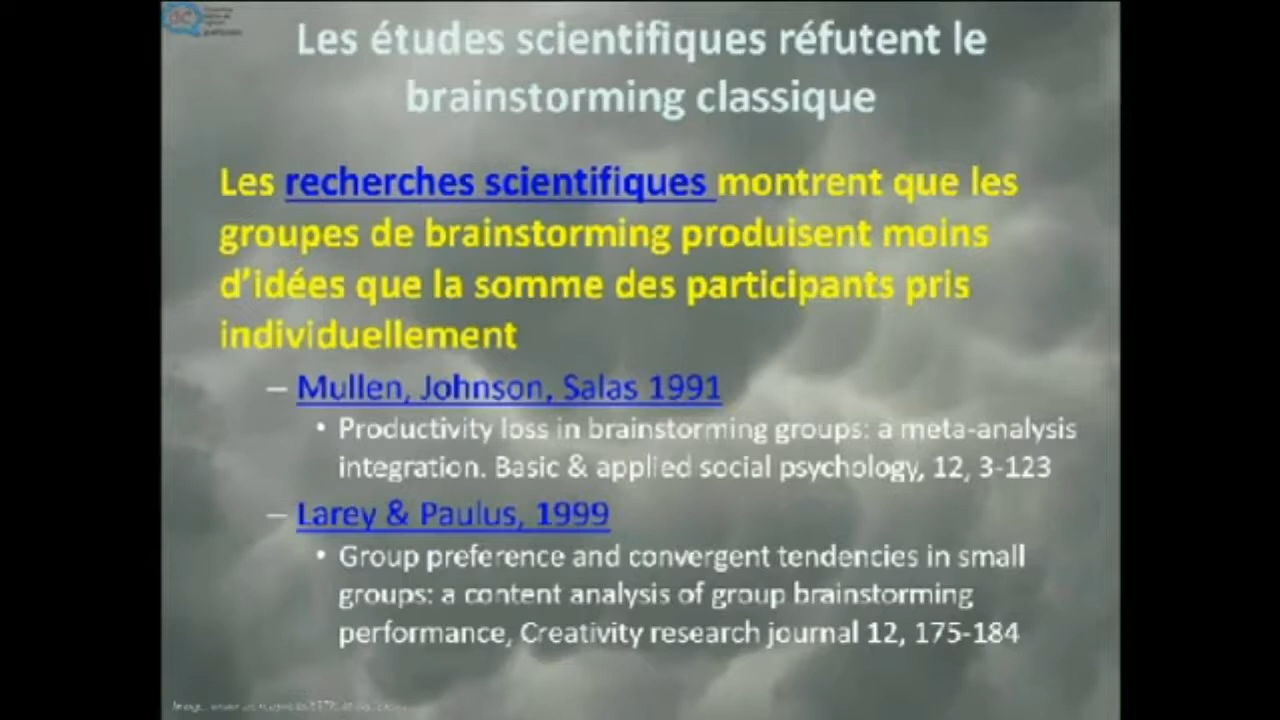 Les études scientifiques réfutent le
brainstorming classique
Les recherches scientifiques montrent que les
groupes de brainstorming produisent moins
d'idées que la somme des participants pris
individuellement
– Mullen, Johnson, Salas 1991
• Productivity loss in brainstorming groups: a meta-analysis
integration. Basic & applied social psychology, 12, 3-123
– Larey & Paulus, 1999
• Group preference and convergent tendencies in small
groups: a content analysis of group brainstorming
performance, Creativity research journal 12, 175-184